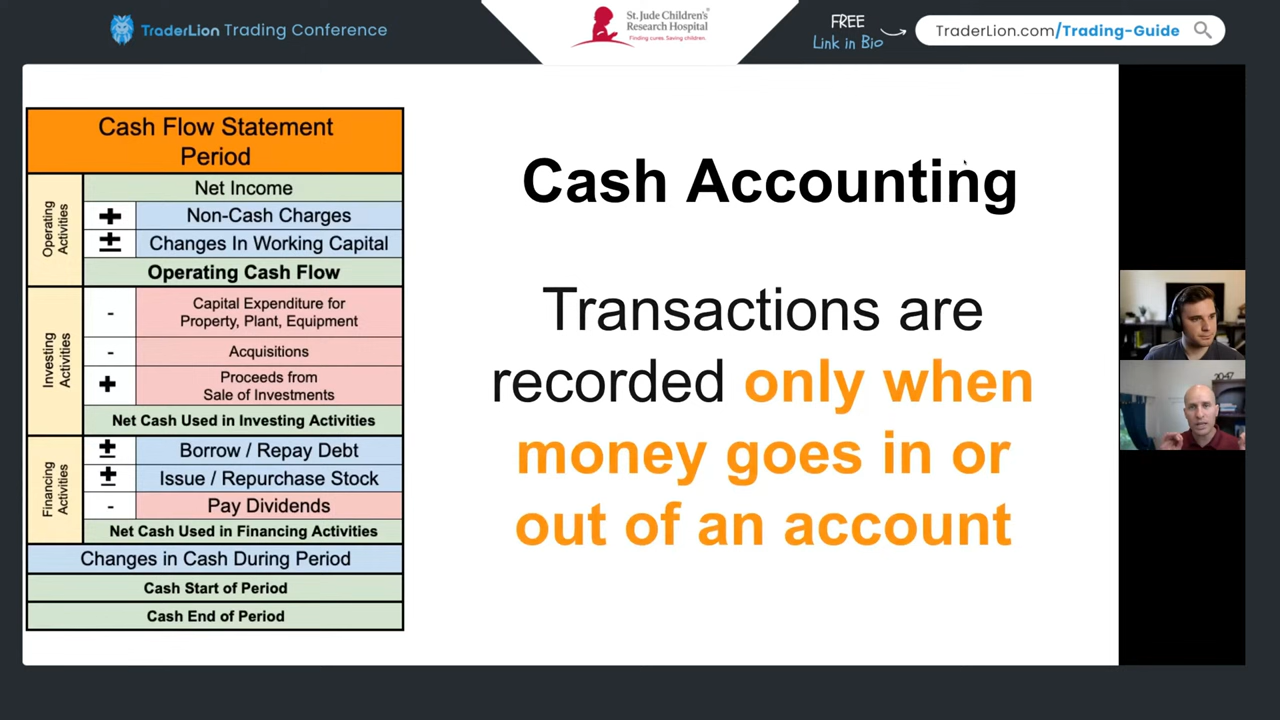 TraderLion Trading Conference
St. Jude Children's
Research Hospital
Finding cures. Saving children.
FREE
Link in Bio
TraderLion.com/Trading-Guide
Cash Flow Statement
Period
Operating
Activities
Net Income
+ Non-Cash Charges
± Changes In Working Capital
Operating Cash Flow
Investing
Activities
- Capital Expenditure for
Property, Plant, Equipment
- Acquisitions
+ Proceeds from
Sale of Investments
Net Cash Used in Investing Activities
Financing
Activities
± Borrow / Repay Debt
± Issue / Repurchase Stock
- Pay Dividends
Net Cash Used in Financing Activities
Changes in Cash During Period
Cash Start of Period
Cash End of Period
Cash Accounting
Transactions are
recorded only when
money goes in or
out of an account